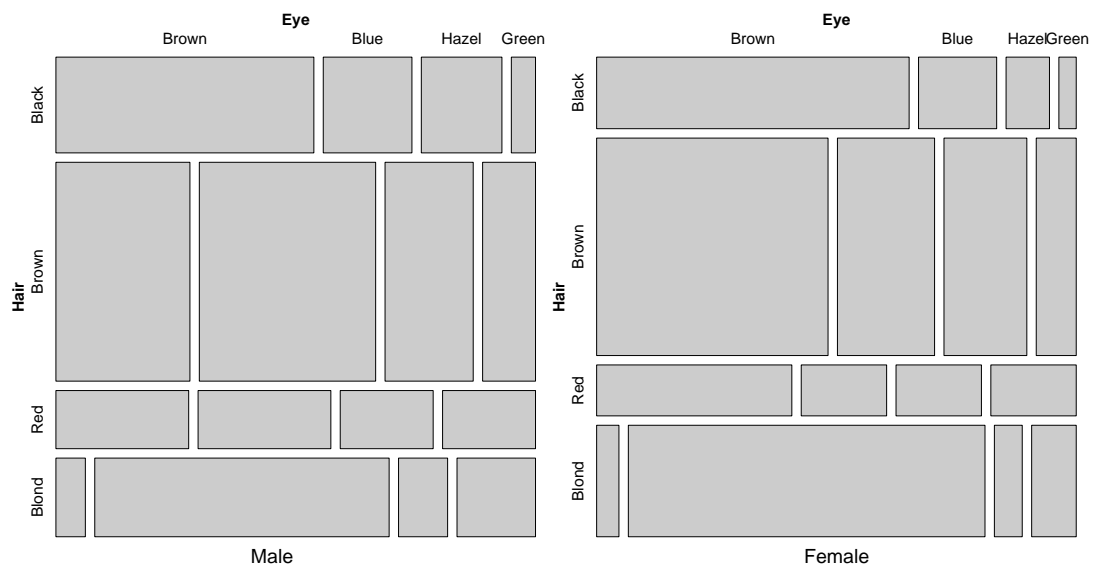 Eye
Brown Blue Hazel Green
Hair
Black
Brown
Red
Blond
Male
Eye
Brown Blue Hazel Green
Hair
Black
Brown
Red
Blond
Female